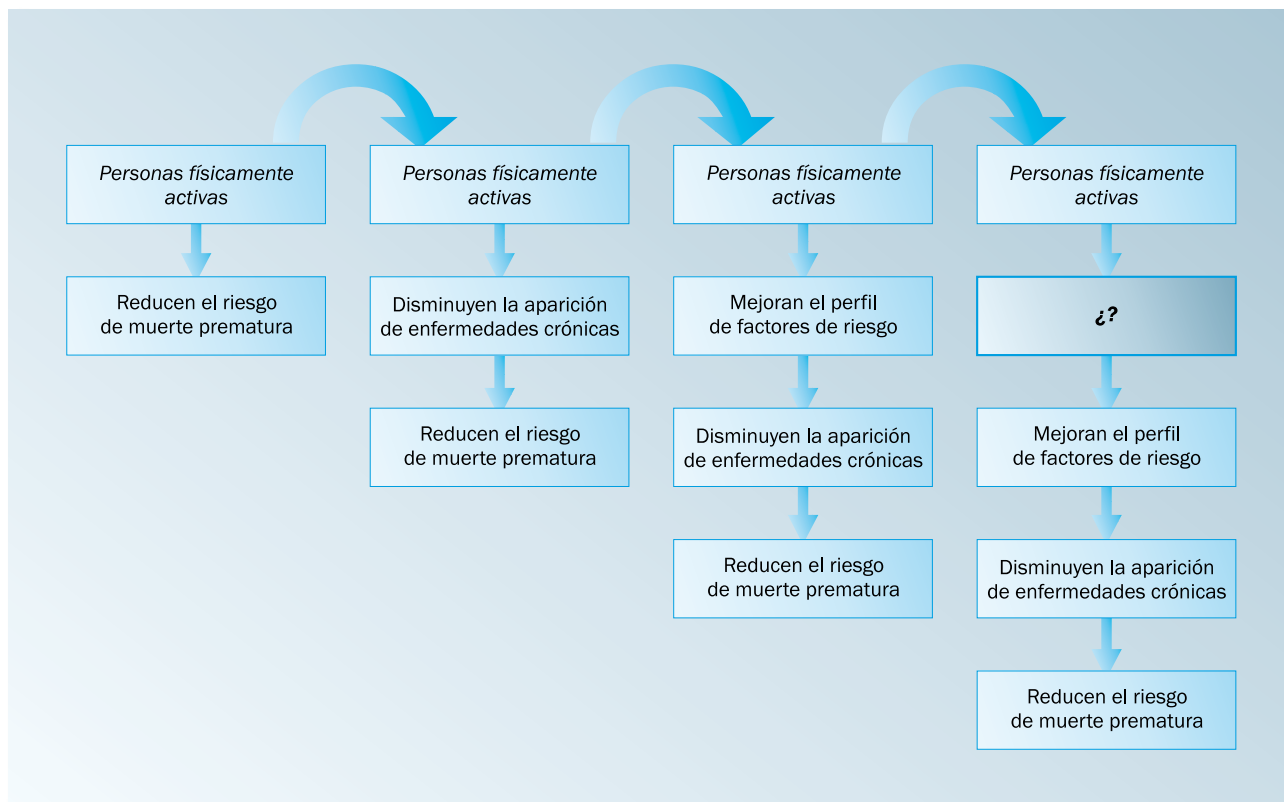 Personas físicamente
activas
Reducen el riesgo
de muerte prematura
Personas físicamente
activas
Disminuyen la aparición
de enfermedades crónicas
Reducen el riesgo
de muerte prematura
Personas físicamente
activas
Mejoran el perfil
de factores de riesgo
Disminuyen la aparición
de enfermedades crónicas
Reducen el riesgo
de muerte prematura
Personas físicamente
activas
¿?
Mejoran el perfil
de factores de riesgo
Disminuyen la aparición
de enfermedades crónicas
Reducen el riesgo
de muerte prematura